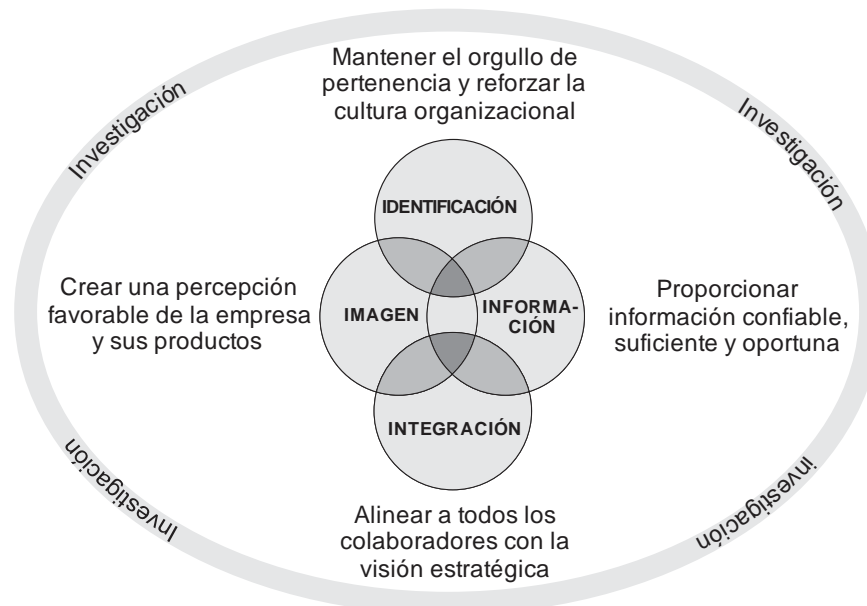 Mantener el orgullo de
pertenencia y reforzar la
cultura organizacional
Investigación
Investigación
IDENTIFICACIÓN
Crear una percepción
favorable de la empresa
y sus productos
IMAGEN
INFORMA-
CIÓN
Proporcionar
información confiable,
suficiente y oportuna
INTEGRACIÓN
Investigación
investigación
Alinear a todos los
colaboradores con la
visión estratégica